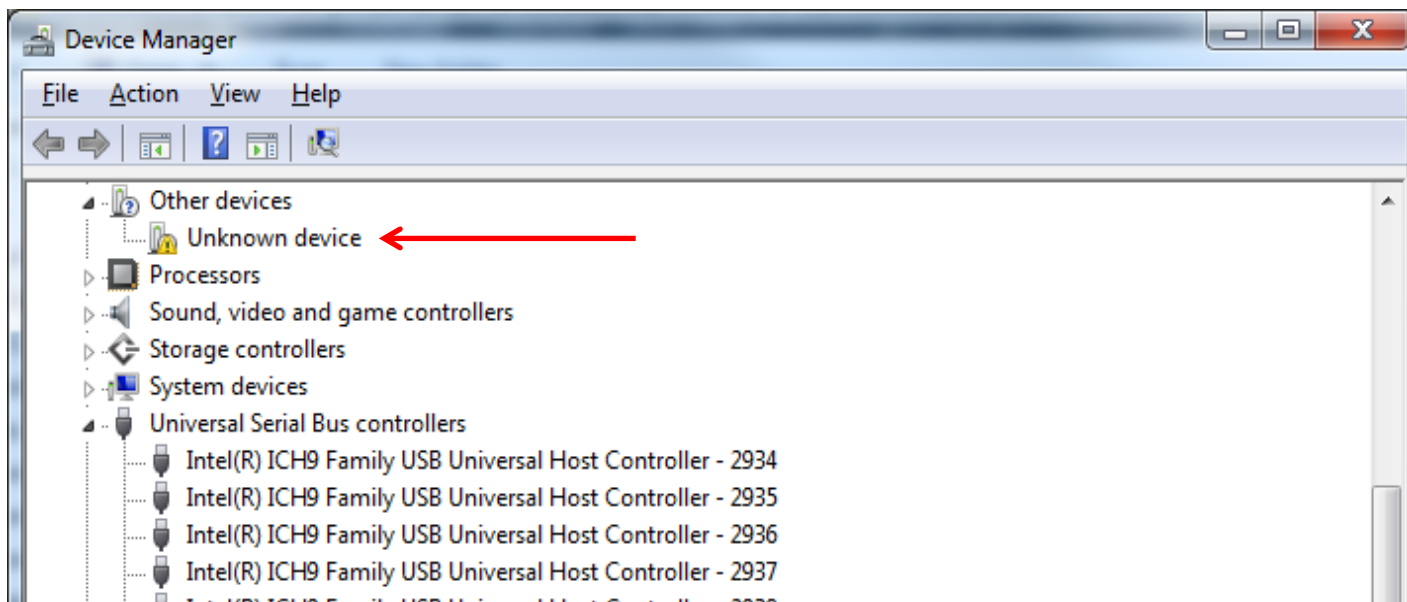 Device Manager
File Action View Help
Other devices
Unknown device
Processors
Sound, video and game controllers
Storage controllers
System devices
Universal Serial Bus controllers
Intel(R) ICH9 Family USB Universal Host Controller - 2934
Intel(R) ICH9 Family USB Universal Host Controller - 2935
Intel(R) ICH9 Family USB Universal Host Controller - 2936
Intel(R) ICH9 Family USB Universal Host Controller - 2937